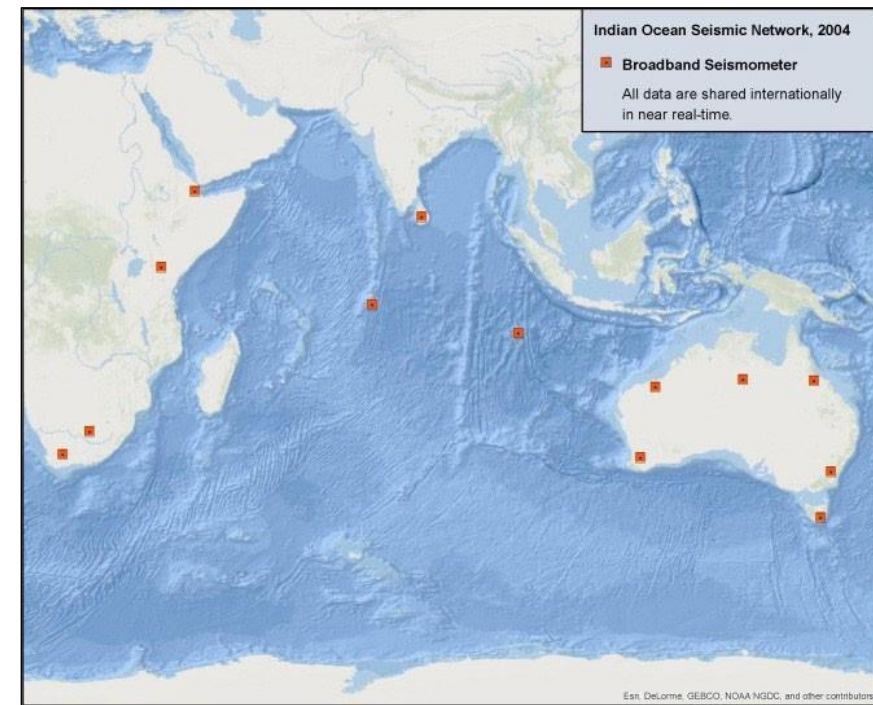 Indian Ocean Seismic Network, 2004
Broadband Seismometer
All data are shared internationally
in near real-time.
Esri, DeLorme, GEBCO, NOAA NGDC, and other contributors